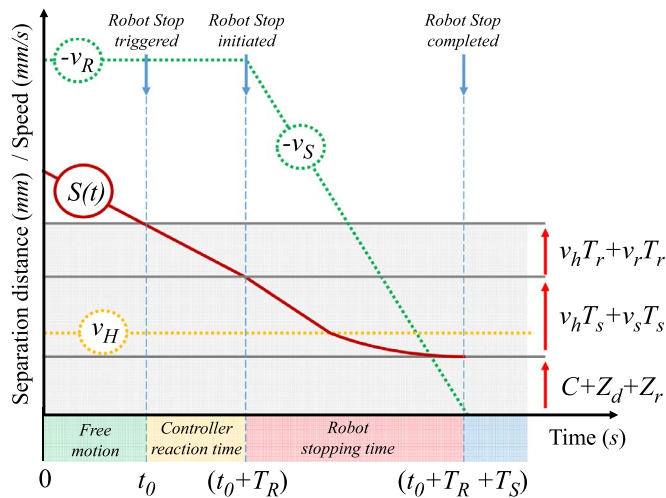 Robot Stop triggered
Robot Stop initiated
Robot Stop completed
Separation distance (mm) / Speed (mm/s)
-v_R
-v_S
S(t)
v_H
v_hT_r+v_rT_r
v_hT_s+v_sT_s
C+Z_d+Z_r
Free motion
Controller reaction time
Robot stopping time
Time (s)
0
t_0
(t_0+T_R)
(t_0+T_R +T_S)